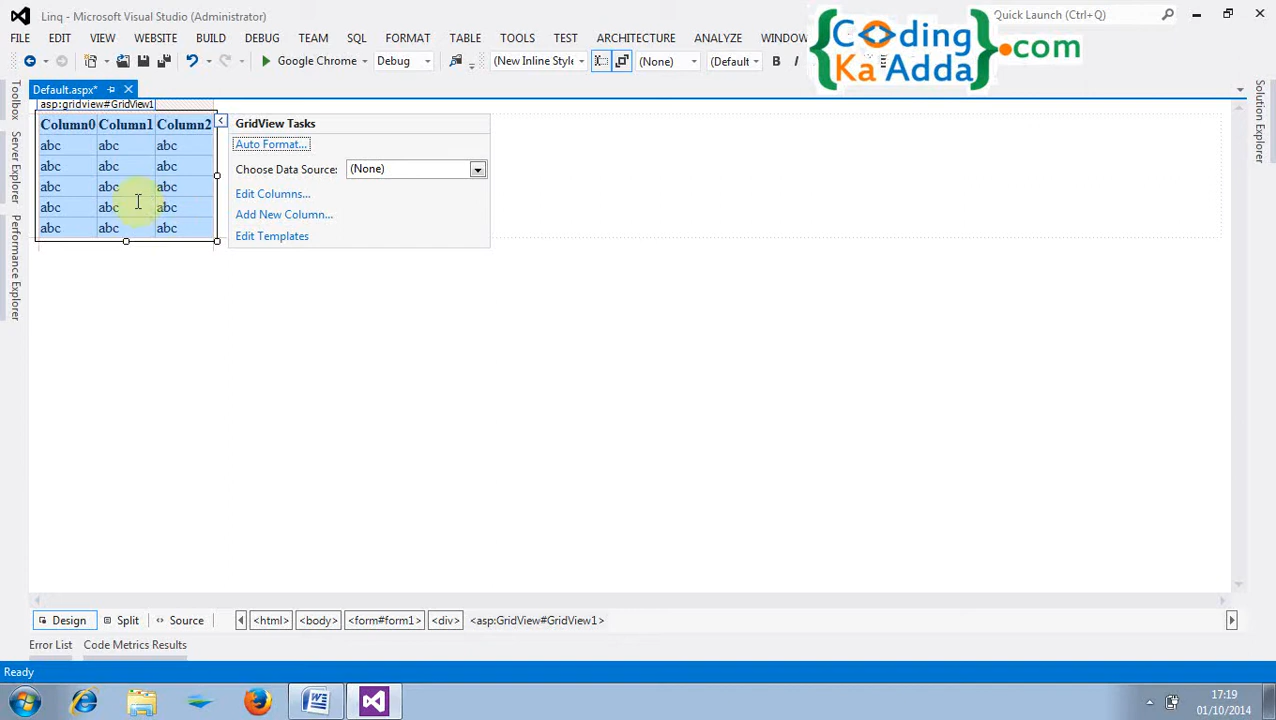 Linq - Microsoft Visual Studio (Administrator)
Quick Launch (Ctrl+Q)
FILE EDIT VIEW WEBSITE BUILD DEBUG TEAM SQL FORMAT TABLE TOOLS TEST ARCHITECTURE ANALYZE WINDOW
{Coding Ka Adda}.com
Google Chrome Debug (New Inline Style (None) (Default B I
Default.aspx*
asp:gridview#GridView1
Column0 Column1 Column2
abc abc abc
abc abc abc
abc abc abc
abc abc abc
abc abc abc
GridView Tasks
Auto Format...
Choose Data Source: (None)
Edit Columns...
Add New Column...
Edit Templates
Toolbox
Server Explorer
Performance Explorer
Solution Explorer
Design Split Source <html> <body> <form#form1> <div> <asp:GridView#GridView1>
Error List Code Metrics Results
Ready
17:19
01/10/2014